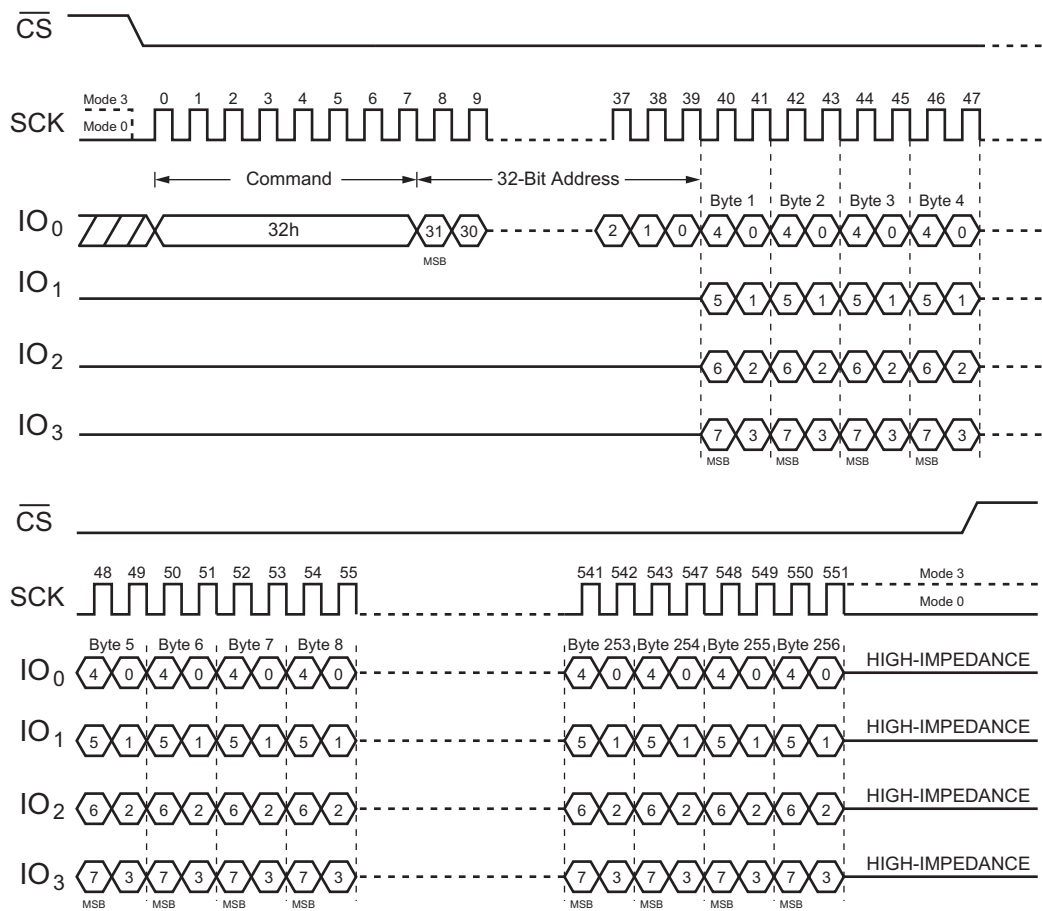 CS
Mode 3 0 1 2 3 4 5 6 7 8 9 37 38 39 40 41 42 43 44 45 46 47
SCK
Mode 0
Command 32-Bit Address
Byte 1 Byte 2 Byte 3 Byte 4
IO0 32h 31 30 2 1 0 4 0 4 0 4 0 4 0
MSB
IO1 5 1 5 1 5 1 5 1
IO2 6 2 6 2 6 2 6 2
IO3 7 3 7 3 7 3 7 3
MSB MSB MSB MSB
CS
48 49 50 51 52 53 54 55 541 542 543 547 548 549 550 551 Mode 3
SCK Mode 0
Byte 5 Byte 6 Byte 7 Byte 8 Byte 253 Byte 254 Byte 255 Byte 256
IO0 4 0 4 0 4 0 4 0 4 0 4 0 4 0 4 0 HIGH-IMPEDANCE
IO1 5 1 5 1 5 1 5 1 5 1 5 1 5 1 5 1 HIGH-IMPEDANCE
IO2 6 2 6 2 6 2 6 2 6 2 6 2 6 2 6 2 HIGH-IMPEDANCE
IO3 7 3 7 3 7 3 7 3 7 3 7 3 7 3 7 3 HIGH-IMPEDANCE
MSB MSB MSB MSB MSB MSB MSB MSB